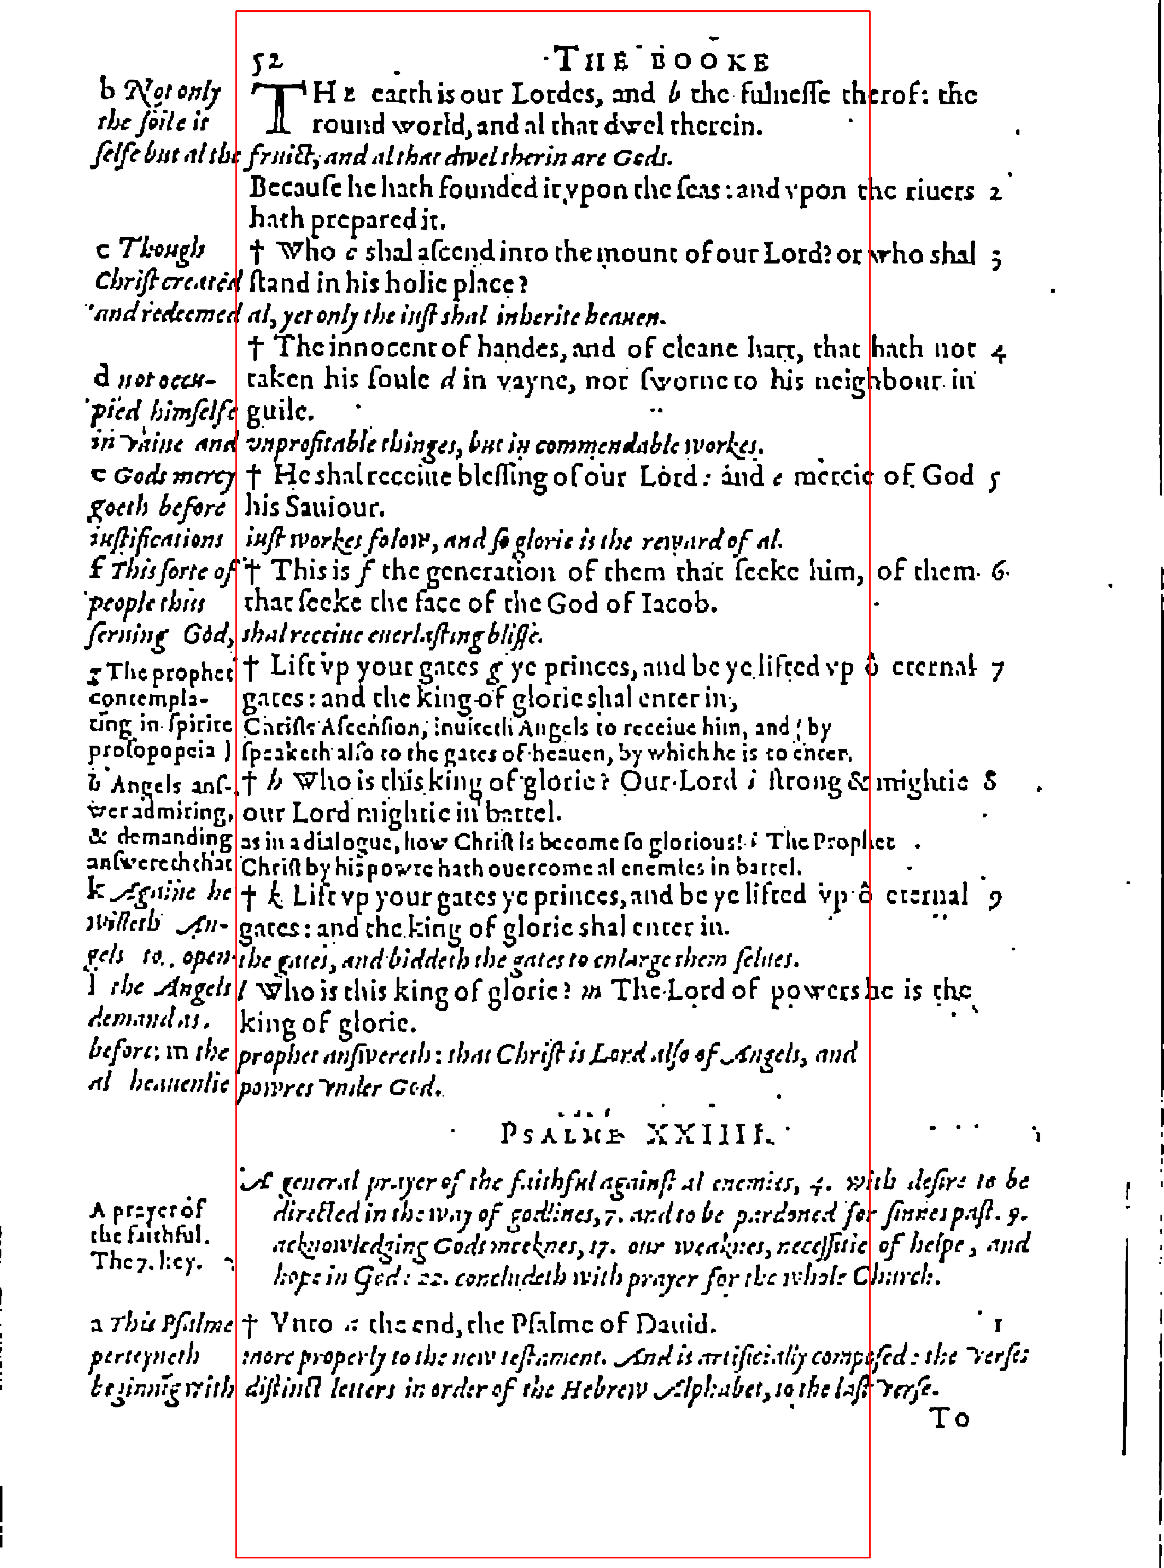 52 THE BOOKE
b Not only THE earth is our Lordes, and b the fulnesse therof: the
the soile it round world, and al that dwel therein.
selfe but al the fruict, and al that dwel therin are Gods.
Because he hath founded it vpon the seas: and vpon the riuers 2
hath prepared it.
c Though † Who c shal ascend into the mount of our Lord? or who shal 3
Christ created stand in his holie place?
and redeemed al, yet only the iust shal inherite heauen.
† The innocent of handes, and of cleane hart, that hath not 4
d not occu- taken his soule d in vayne, nor sworne to his neighbour in
pied himselfe guile.
in vaine and vnprofitable thinges, but in commendable workes.
e Gods mercy † He shal receiue blessing of our Lord: and e mercie of God 5
goeth before his Sauiour.
iustifications iust workes folow, and so glorie is the reward of al.
f This sorte of † This is f the generation of them that seeke him, of them 6
people thus that seeke the face of the God of Iacob.
seruing God, shal receiue euerlasting blisse.
g The prophet † Lift vp your gates g ye princes, and be ye lifted vp ô eternal 7
contempla- gates: and the king of glorie shal enter in,
ting in spirite Christs Ascension, inuiteth Angels to receiue him, and by
prosopopeia speaketh also to the gates of heauen, by which he is to enter.
h Angels ans- † h Who is this king of glorie? Our Lord i strong & mightie 8
wer admiring, our Lord mightie in battel.
& demanding as in a dialogue, how Christ is become so glorious! i The Prophet
answereth that Christ by his powre hath ouercome al enemies in battel.
k Againe he † k Lift vp your gates ye princes, and be ye lifted vp ô eternal 9
willeth An- gates: and the king of glorie shal enter in.
gels to open the gates, and biddeth the gates to enlarge them selues.
l the Angels l Who is this king of glorie? m The Lord of powers he is the
demand as king of glorie.
before: m the prophet answereth: that Christ is Lord also of Angels, and
al heauenlie powres vnder God.
PSALME XXIIII.
A general prayer of the faithful against al enemies, 4. with desire to be
A prayer of directed in the way of godlines, 7. and to be pardoned for sinnes past. 9.
the faithful. acknowledging Gods meeknes, 17. our weaknes, necessitie of helpe, and
The 7. key. hope in God: 22. concludeth with prayer for the whole Church.
a This Psalme † Vnto a the end, the Psalme of Dauid. 1
perteyneth more properly to the new testament. And is artificially composed: the verses
beginnīg with distinct letters in order of the Hebrew Alphabet, to the last verse.
To